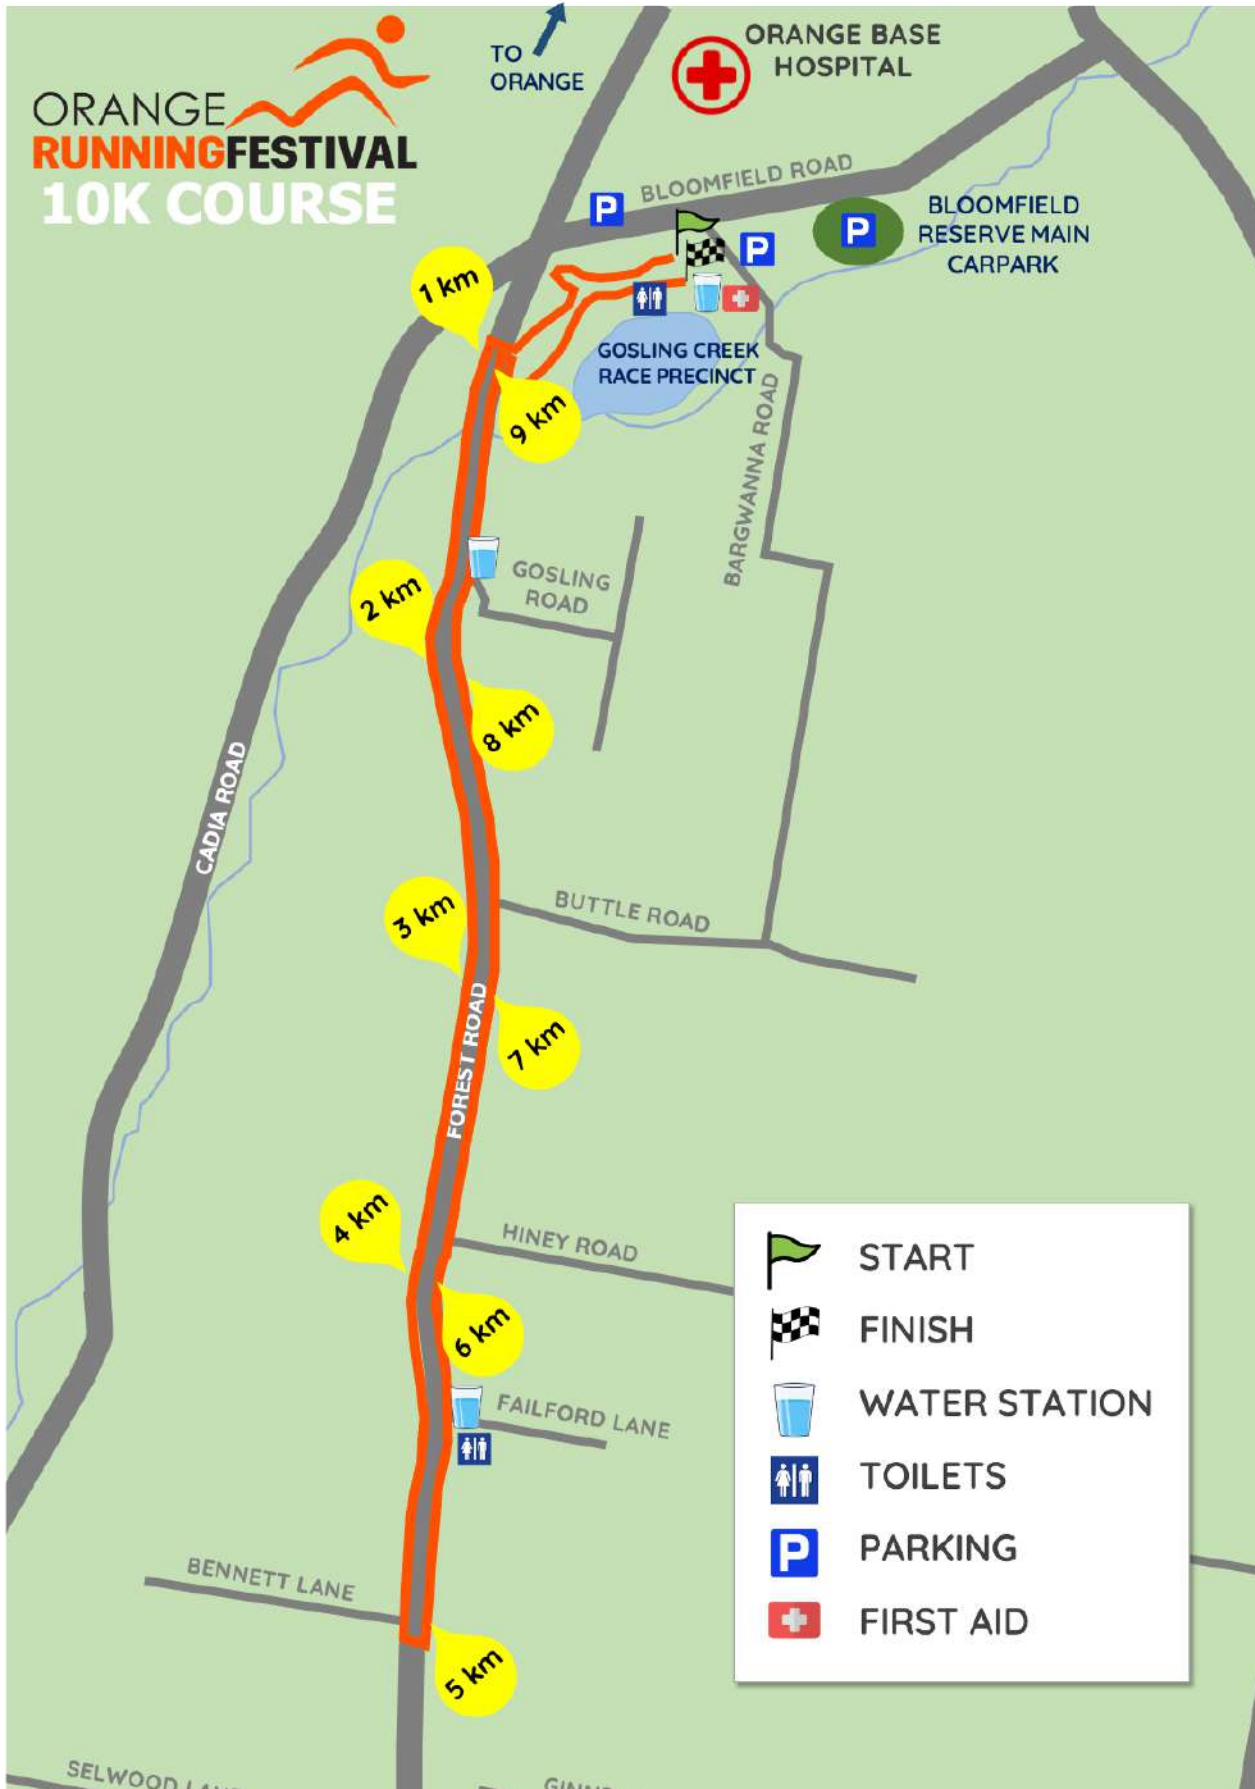 TO
ORANGE
ORANGE BASE
HOSPITAL
ORANGE
RUNNINGFESTIVAL
10K COURSE
BLOOMFIELD ROAD
P
P
P
BLOOMFIELD
RESERVE MAIN
CARPARK
1 km
GOSLING CREEK
RACE PRECINCT
9 km
BARGWANNA ROAD
GOSLING
ROAD
2 km
8 km
CADIA ROAD
3 km
BUTTLE ROAD
FOREST ROAD
7 km
4 km
HINEY ROAD
6 km
FAILFORD LANE
BENNETT LANE
5 km
START
FINISH
WATER STATION
TOILETS
P PARKING
FIRST AID
SELWOOD